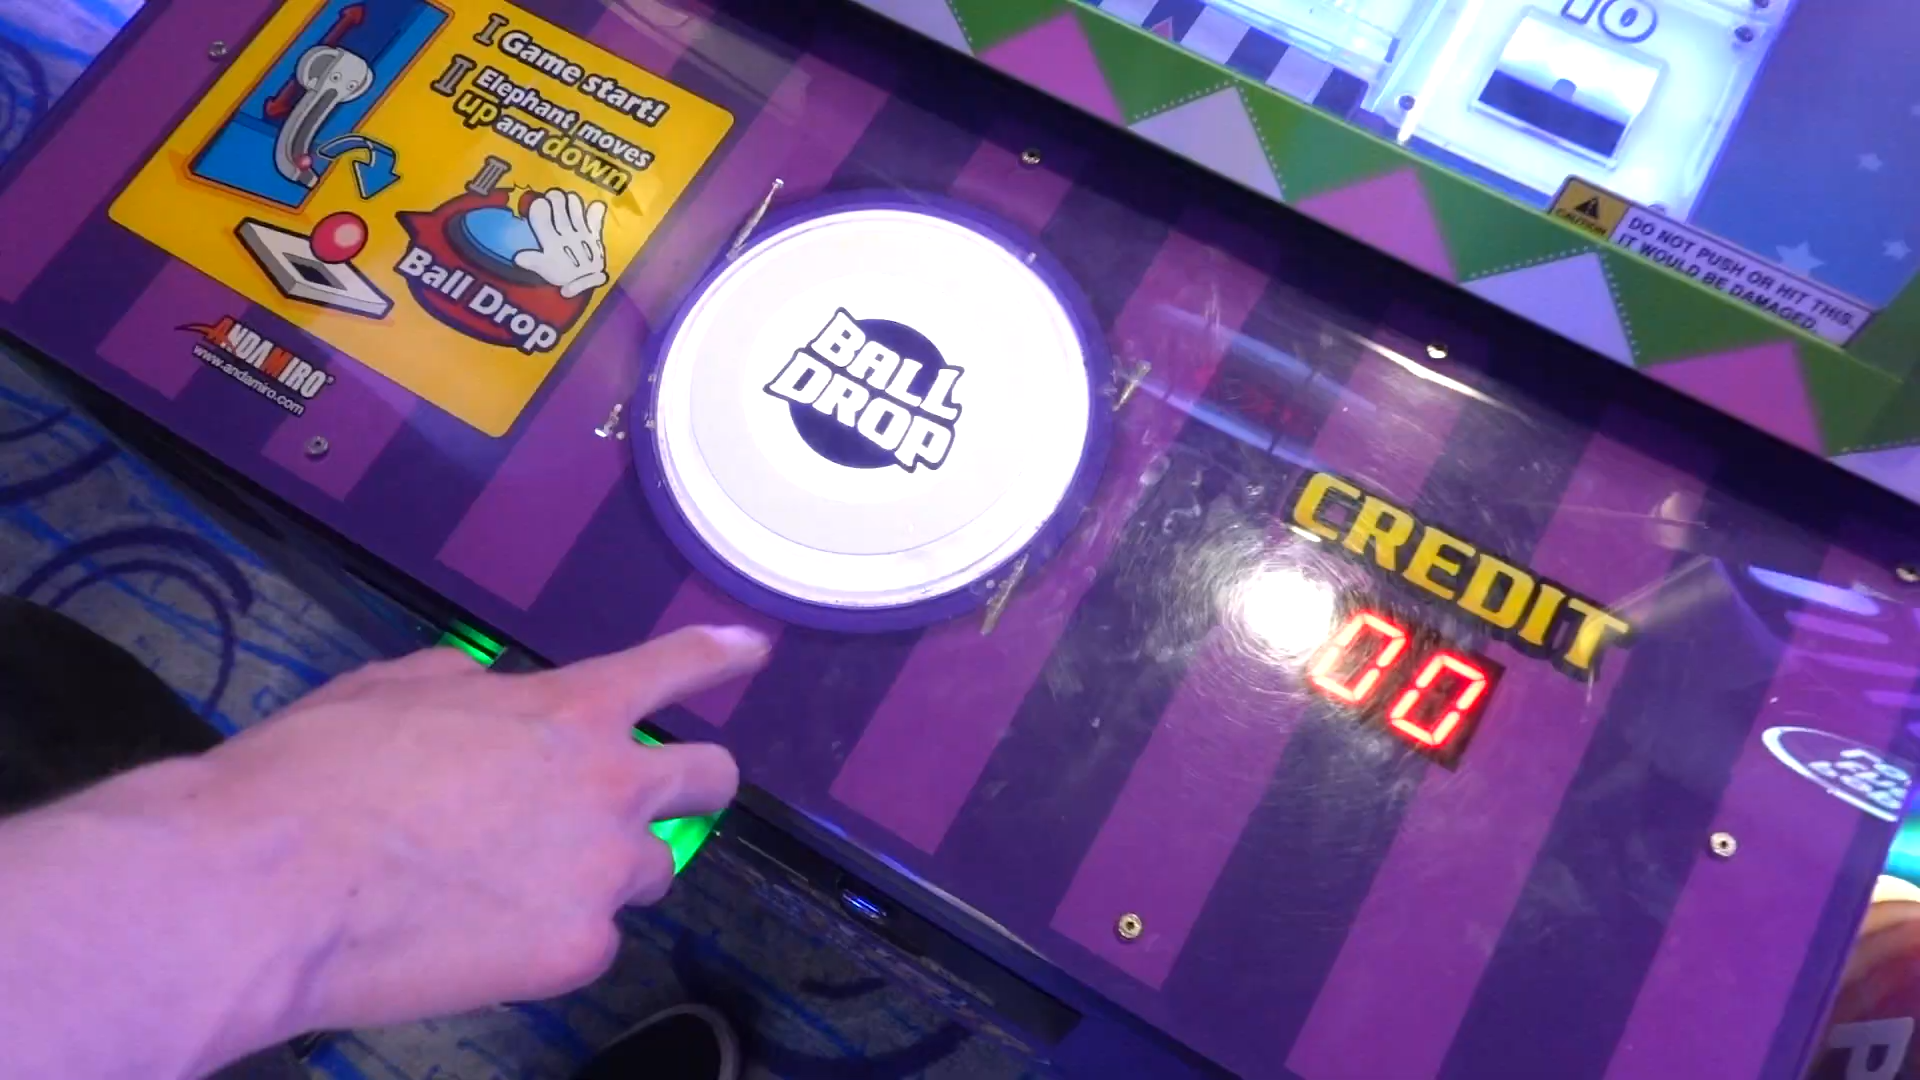 I Game start!
II Elephant moves
up and down
III
Ball Drop
ANDAMIRO
www.andamiro.com
BALL
DROP
10
CAUTION
DO NOT PUSH OR HIT THIS.
IT WOULD BE DAMAGED.
CREDIT
00
P